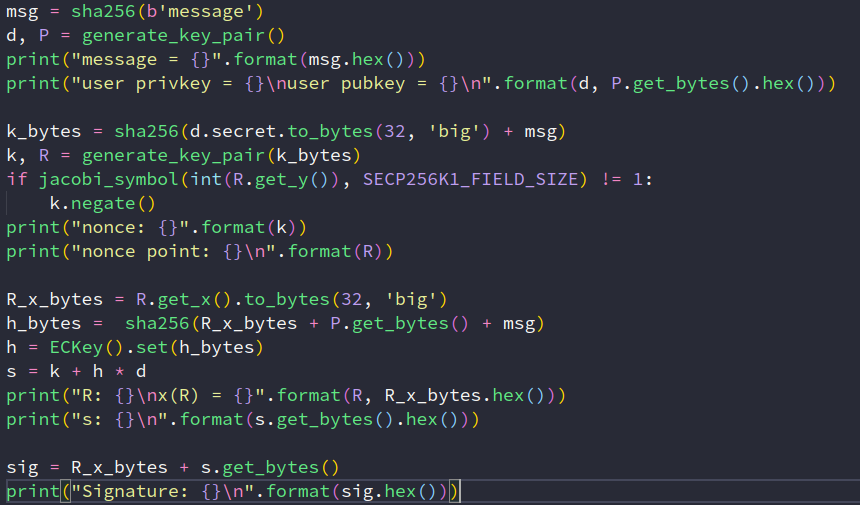 msg = sha256(b'message')
d, P = generate_key_pair()
print("message = {}".format(msg.hex()))
print("user privkey = {}\nuser pubkey = {}\n".format(d, P.get_bytes().hex()))

k_bytes = sha256(d.secret.to_bytes(32, 'big') + msg)
k, R = generate_key_pair(k_bytes)
if jacobi_symbol(int(R.get_y()), SECP256K1_FIELD_SIZE) != 1:
    k.negate()
print("nonce: {}".format(k))
print("nonce point: {}\n".format(R))

R_x_bytes = R.get_x().to_bytes(32, 'big')
h_bytes =  sha256(R_x_bytes + P.get_bytes() + msg)
h = ECKey().set(h_bytes)
s = k + h * d
print("R: {}\nx(R) = {}".format(R, R_x_bytes.hex()))
print("s: {}\n".format(s.get_bytes().hex()))

sig = R_x_bytes + s.get_bytes()
print("Signature: {}\n".format(sig.hex()))